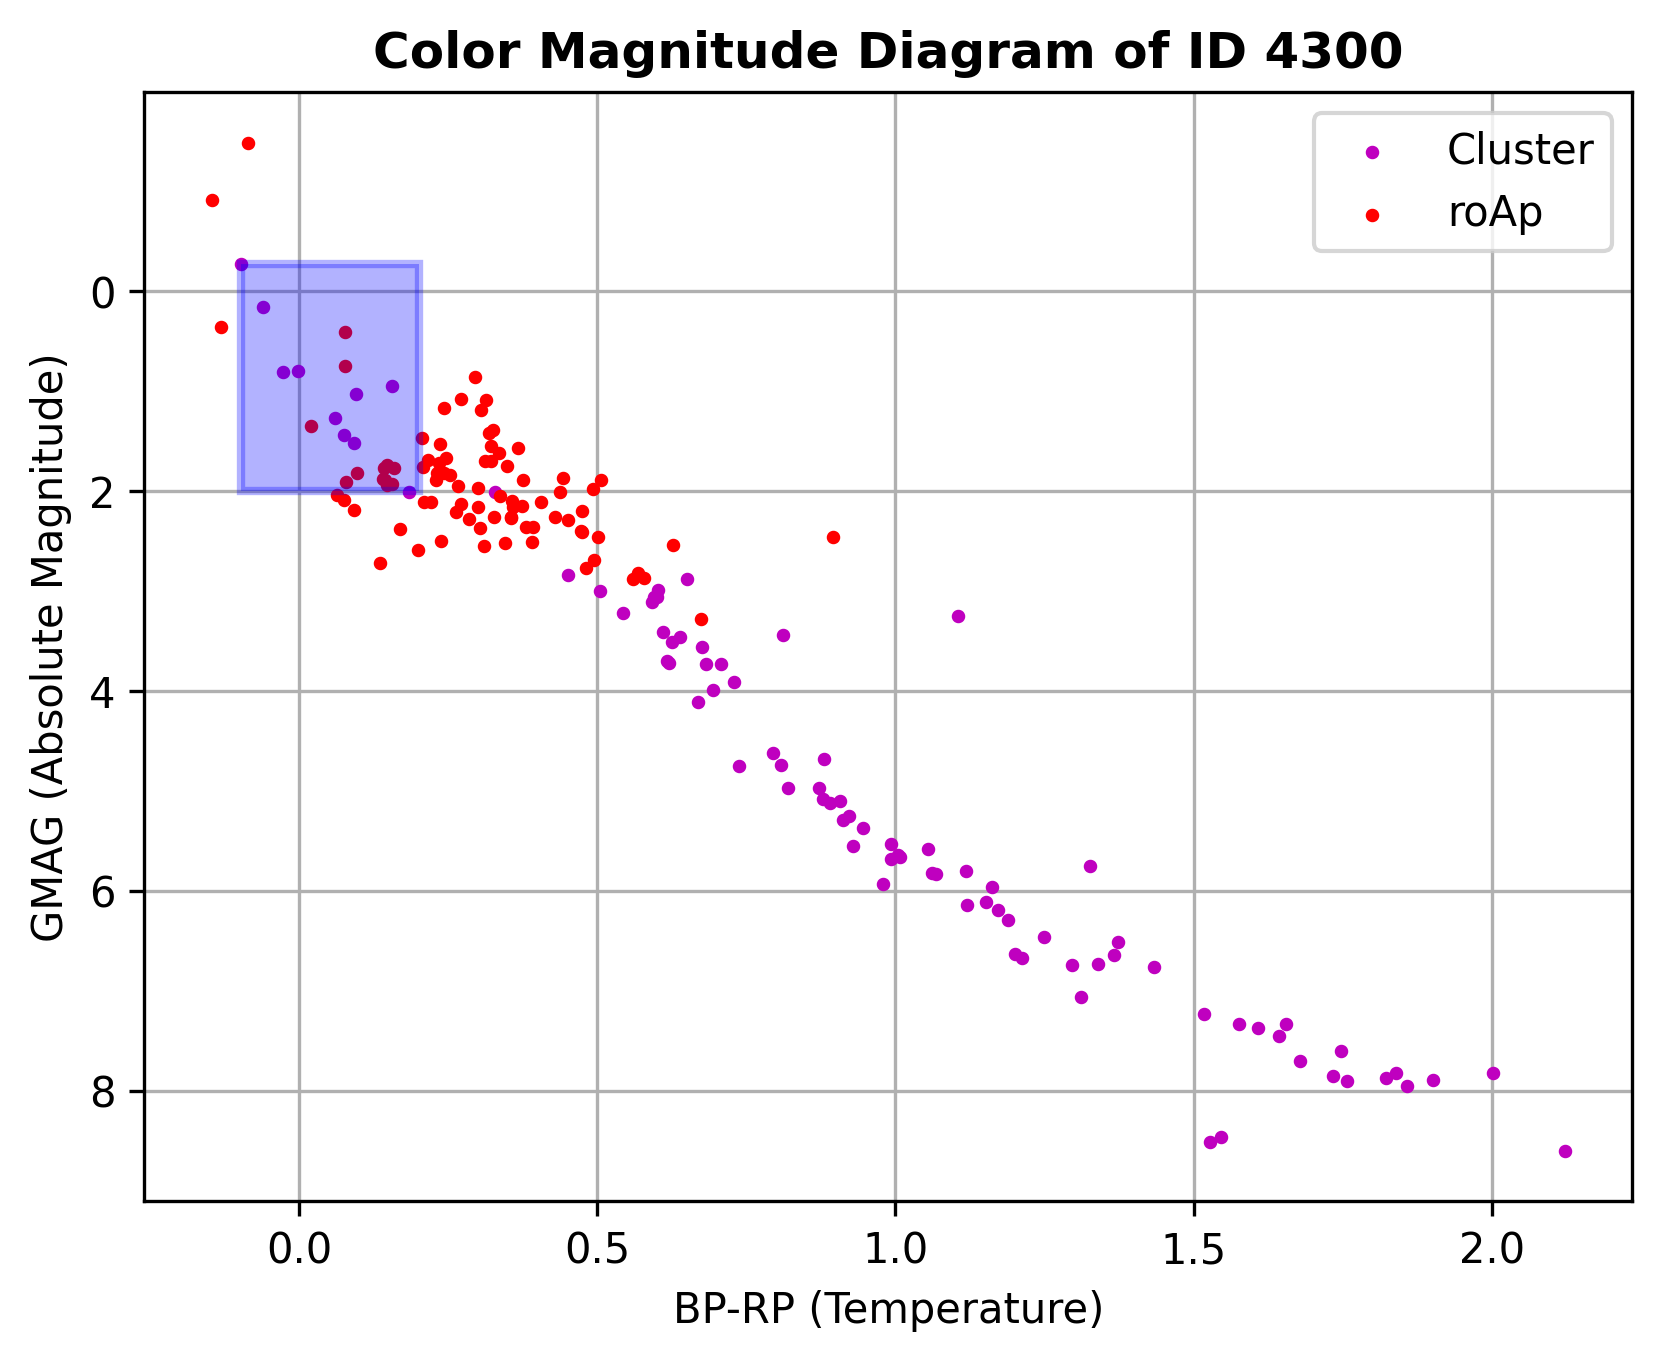 Color Magnitude Diagram of ID 4300
Cluster
roAp
GMAG (Absolute Magnitude)
0
2
4
6
8
0.0 0.5 1.0 1.5 2.0
BP-RP (Temperature)